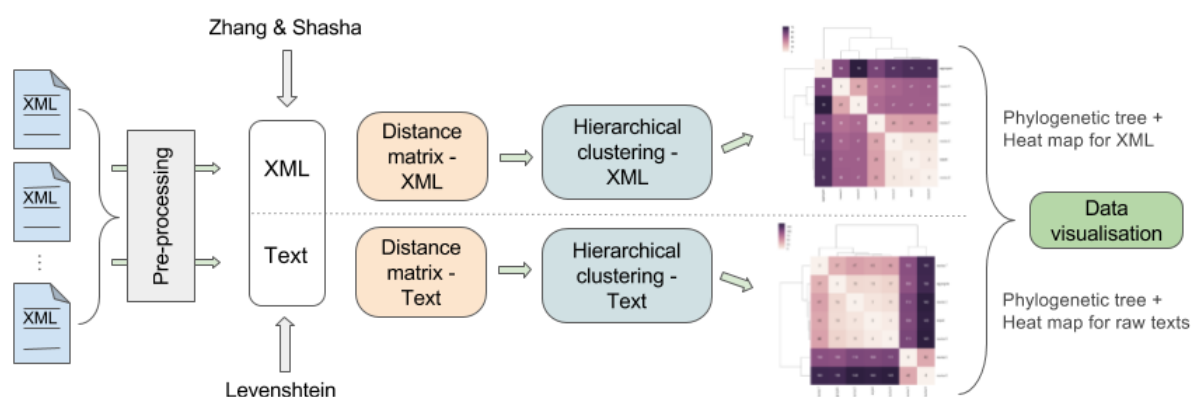 Zhang & Shasha
XML
XML
⋮
XML
Pre-processing
XML
Text
Levenshtein
Distance
matrix -
XML
Hierarchical
clustering -
XML
Distance
matrix -
Text
Hierarchical
clustering -
Text
Phylogenetic tree +
Heat map for XML
Data
visualisation
Phylogenetic tree +
Heat map for raw texts